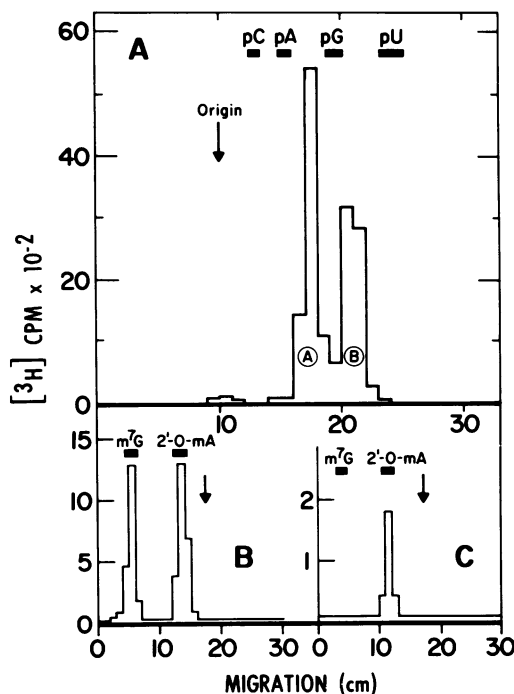 60
A
pC pA pG pU
Origin
40
20
A B
0
10 20 30
[³H] CPM x 10⁻²
15
m⁷G 2'-O-mA
10
B
5
0
0 10 20 30
m⁷G 2'-O-mA
2
C
1
0 10 20 30
MIGRATION (cm)